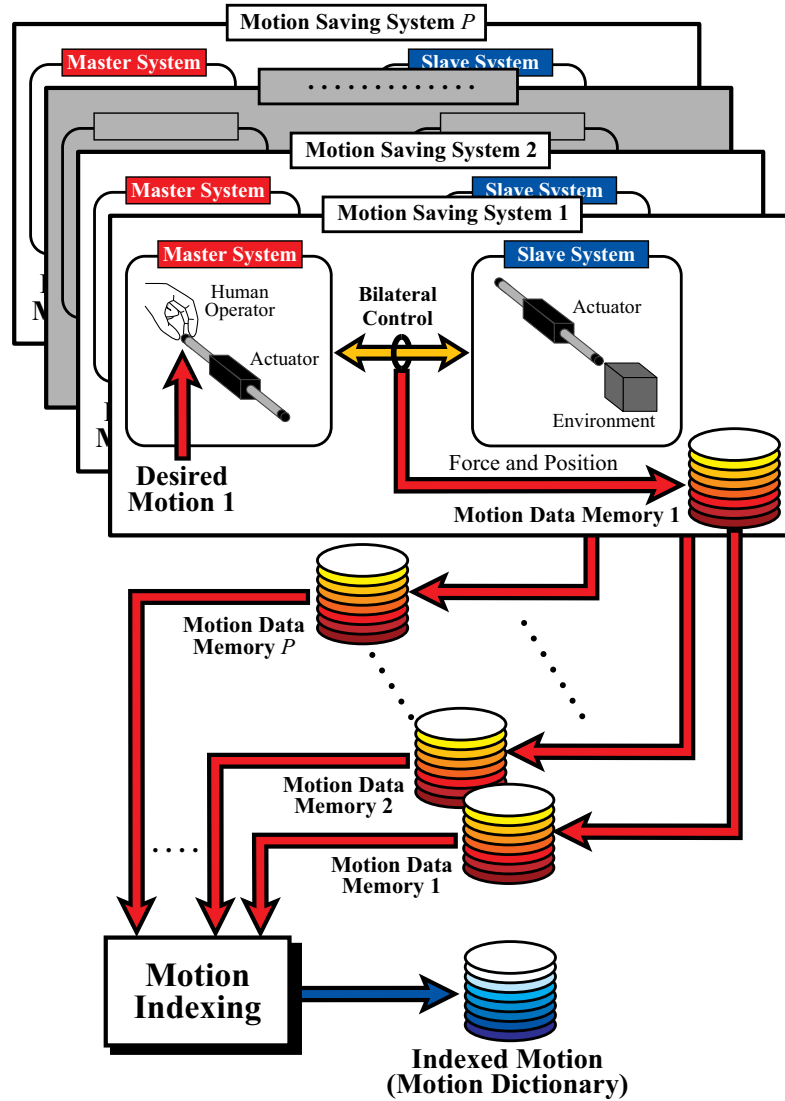 Motion Saving System P
Master System
Slave System
Motion Saving System 2
Master System
Slave System
Motion Saving System 1
Master System
Slave System
Human
Operator
Actuator
Bilateral
Control
Actuator
Environment
Desired
Motion 1
Force and Position
Motion Data Memory 1
Motion Data
Memory P
Motion Data
Memory 2
Motion Data
Memory 1
Motion
Indexing
Indexed Motion
(Motion Dictionary)